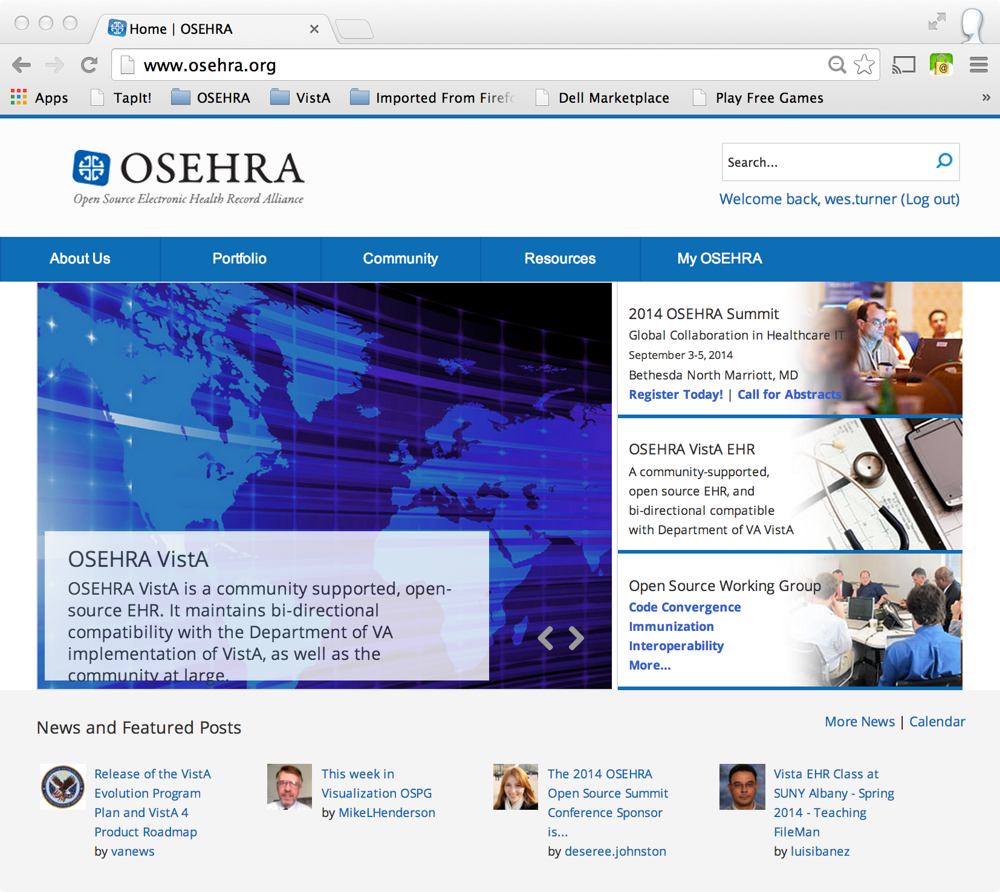 Home | OSEHRA
www.osehra.org
Apps TapIt! OSEHRA VistA Imported From Firefo Dell Marketplace Play Free Games »
OSEHRA
Open Source Electronic Health Record Alliance
Search...
Welcome back, wes.turner (Log out)
About Us Portfolio Community Resources My OSEHRA
OSEHRA VistA
OSEHRA VistA is a community supported, open-
source EHR. It maintains bi-directional
compatibility with the Department of VA
implementation of VistA, as well as the
community at large.
2014 OSEHRA Summit
Global Collaboration in Healthcare IT
September 3-5, 2014
Bethesda North Marriott, MD
Register Today! | Call for Abstracts
OSEHRA VistA EHR
A community-supported,
open source EHR, and
bi-directional compatible
with Department of VA VistA
Open Source Working Group
Code Convergence
Immunization
Interoperability
More...
News and Featured Posts
More News | Calendar
Release of the VistA
Evolution Program
Plan and VistA 4
Product Roadmap
by vanews
This week in
Visualization OSPG
by MikeLHenderson
The 2014 OSEHRA
Open Source Summit
Conference Sponsor
is...
by deseree.johnston
Vista EHR Class at
SUNY Albany - Spring
2014 - Teaching
FileMan
by luisibanez